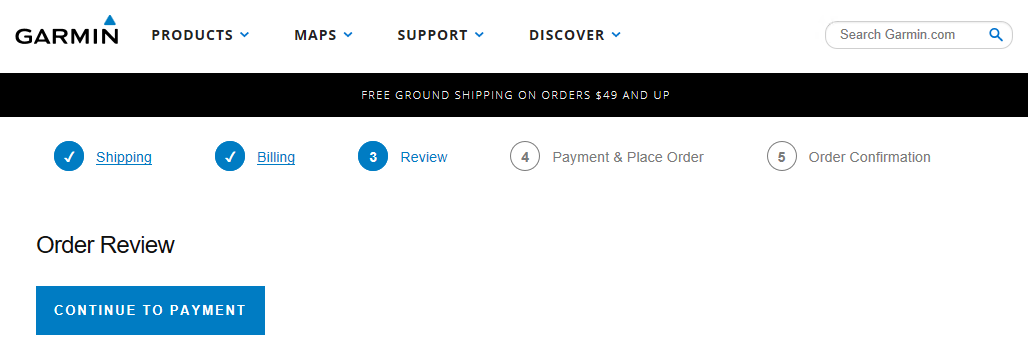 GARMIN PRODUCTS MAPS SUPPORT DISCOVER Search Garmin.com
FREE GROUND SHIPPING ON ORDERS $49 AND UP
Shipping Billing 3 Review 4 Payment & Place Order 5 Order Confirmation
Order Review
CONTINUE TO PAYMENT